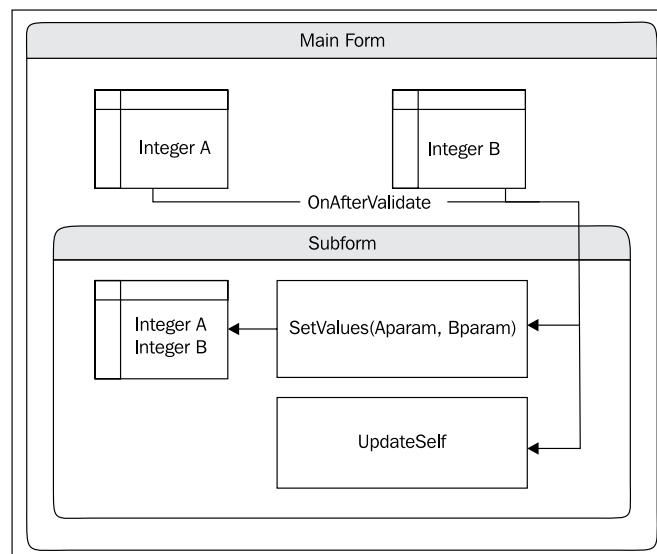 Main Form
Integer A
Integer B
OnAfterValidate
Subform
Integer A
Integer B
SetValues(Aparam, Bparam)
UpdateSelf